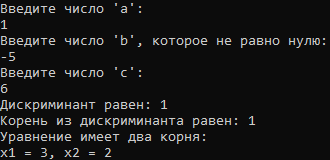 Введите число 'a':
1
Введите число 'b', которое не равно нулю:
-5
Введите число 'c':
6
Дискриминант равен: 1
Корень из дискриминанта равен: 1
Уравнение имеет два корня:
x1 = 3, x2 = 2